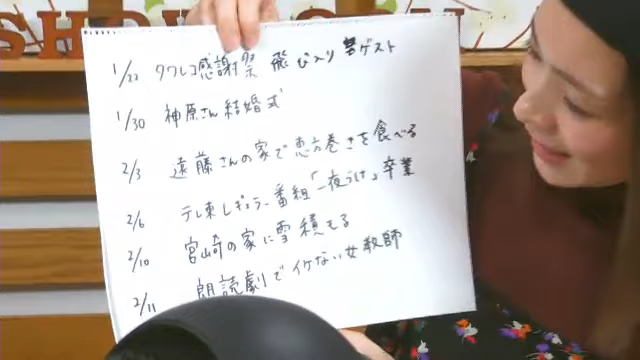 1/22 タワレコ感謝祭 飛び入りゲスト
1/30 神原さん結婚式
2/3 遠藤さんの家で恵方巻きを食べる
2/6 テレ東レギュラー番組「一夜づけ」卒業
2/10 宮崎の家に雪積もる
2/11 朗読劇でイケない女教師